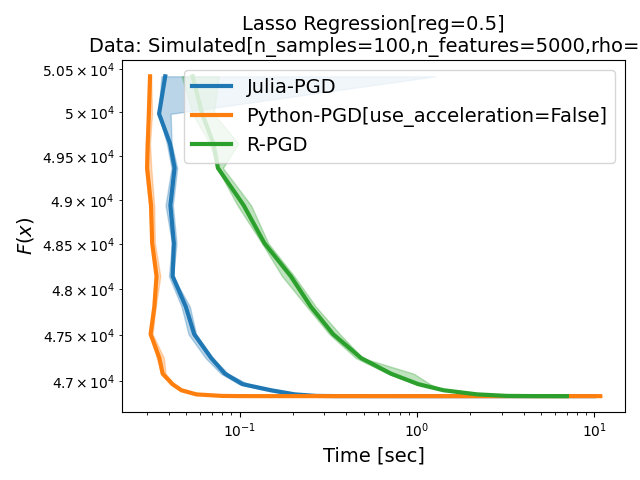 Lasso Regression[reg=0.5]
Data: Simulated[n_samples=100,n_features=5000,rho=
5.05 × 10⁴
5 × 10⁴
4.95 × 10⁴
4.9 × 10⁴
4.85 × 10⁴
4.8 × 10⁴
4.75 × 10⁴
4.7 × 10⁴
F(x)
Julia-PGD
Python-PGD[use_acceleration=False]
R-PGD
10⁻¹
10⁰
10¹
Time [sec]